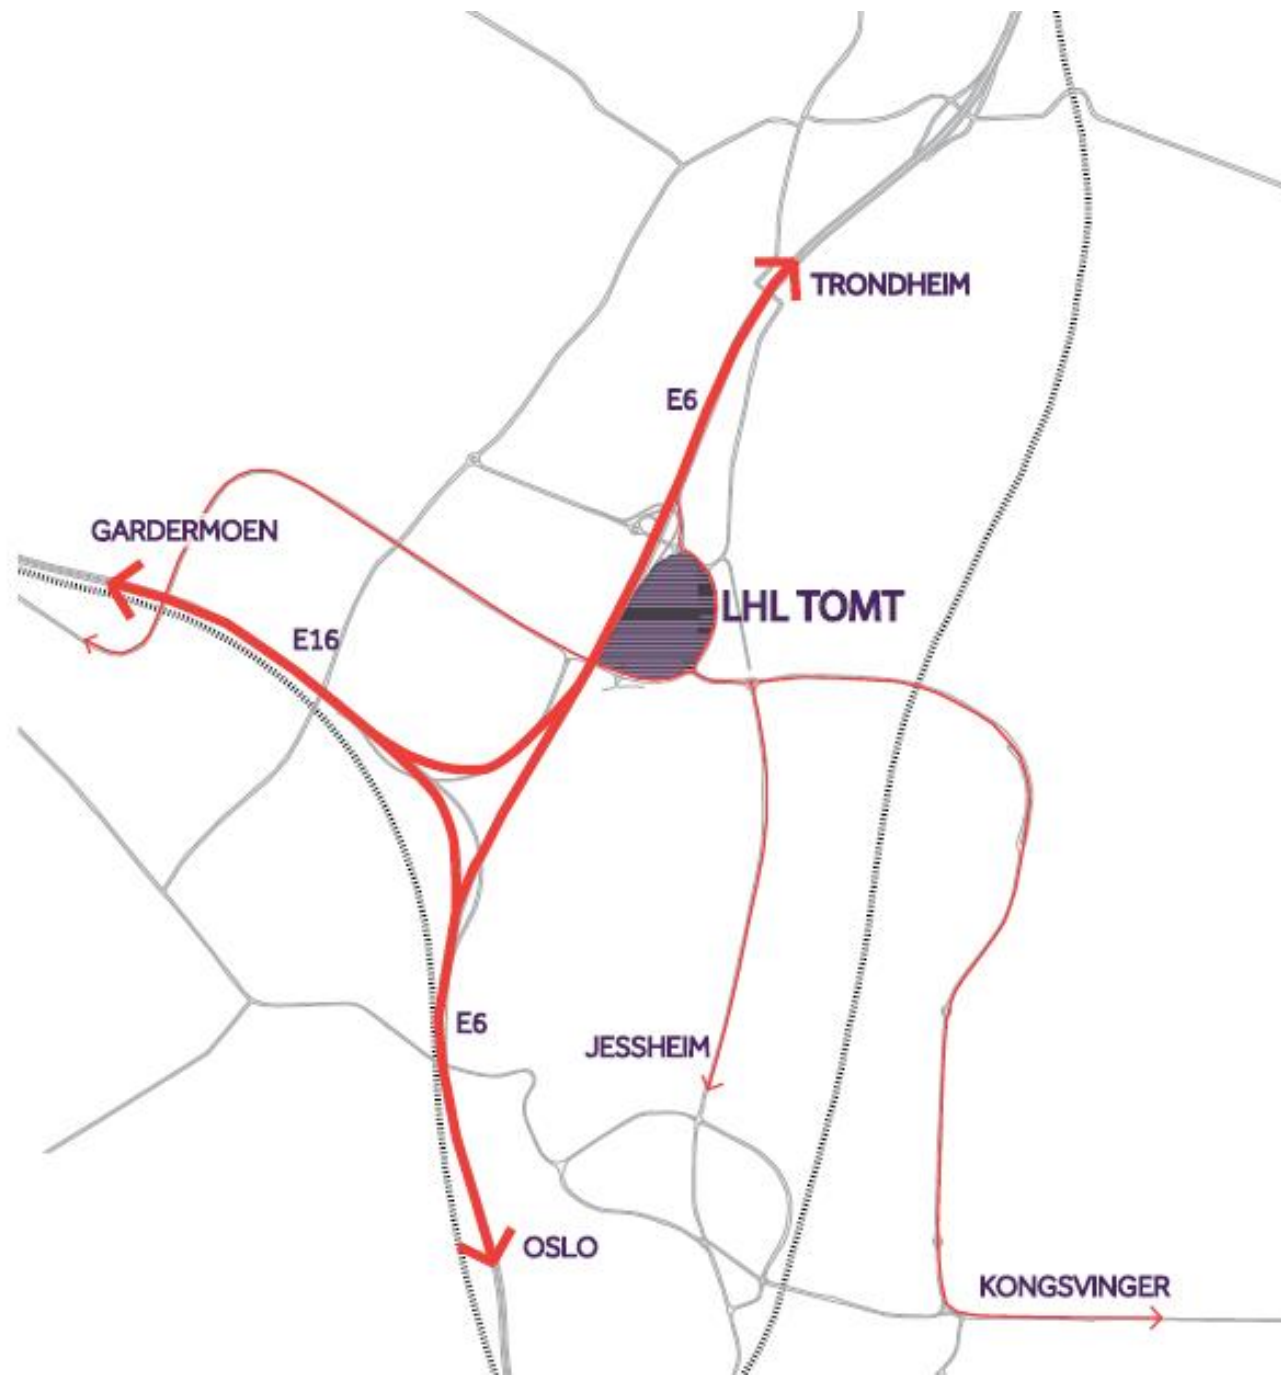 TRONDHEIM
E6
GARDERMOEN
LHL TOMT
E16
E6
JESSHEIM
OSLO
KONGSVINGER